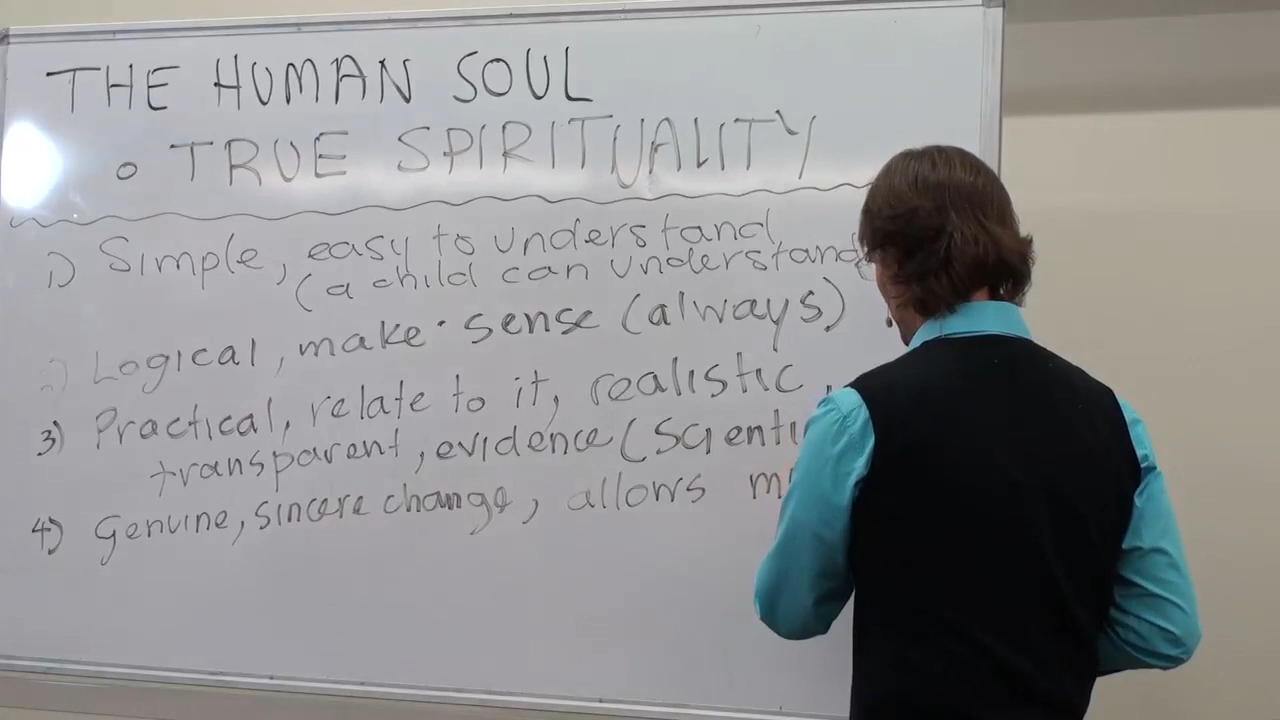 THE HUMAN SOUL
o TRUE SPIRITUALITY
1) Simple, easy to understand
(a child can understand
2) Logical, make sense (always)
3) Practical, relate to it, realistic,
transparent, evidence (Scienti
4) Genuine, sincere change, allows m